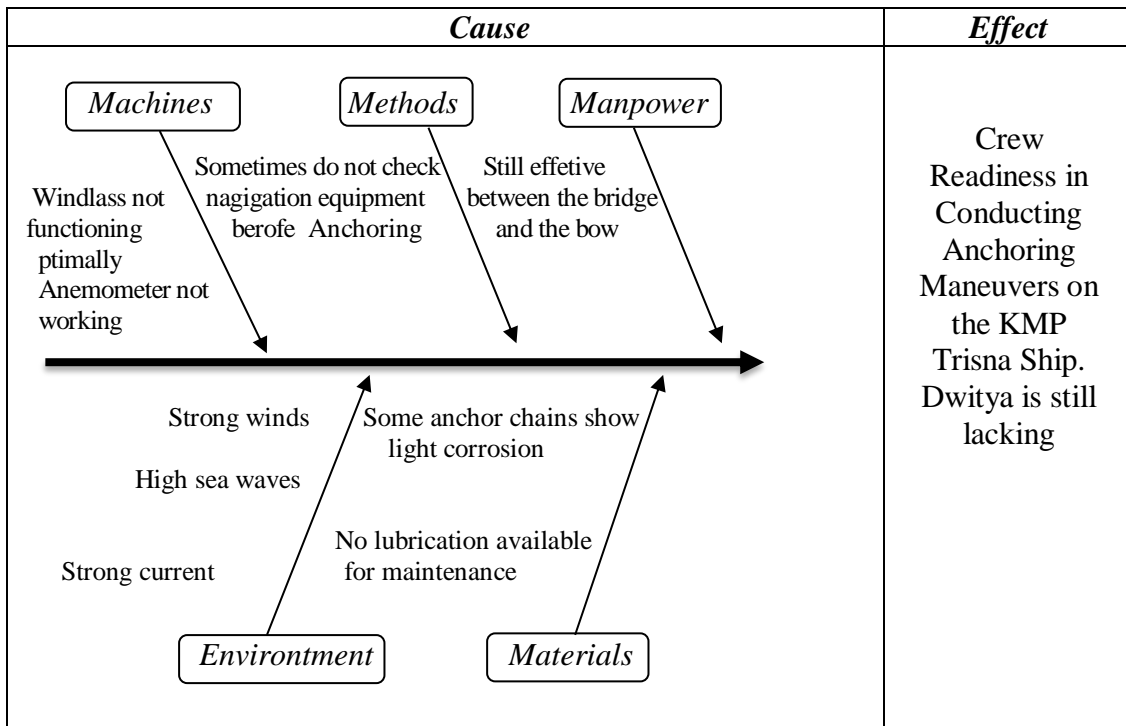 Cause
Effect
Machines
Methods
Manpower
Windlass not
functioning
ptimally
Anemometer not
working
Sometimes do not check
nagigation equipment
berofe Anchoring
Still effetive
between the bridge
and the bow
Strong winds
High sea waves
Strong current
Some anchor chains show
light corrosion
No lubrication available
for maintenance
Environtment
Materials
Crew
Readiness in
Conducting
Anchoring
Maneuvers on
the KMP
Trisna Ship.
Dwitya is still
lacking